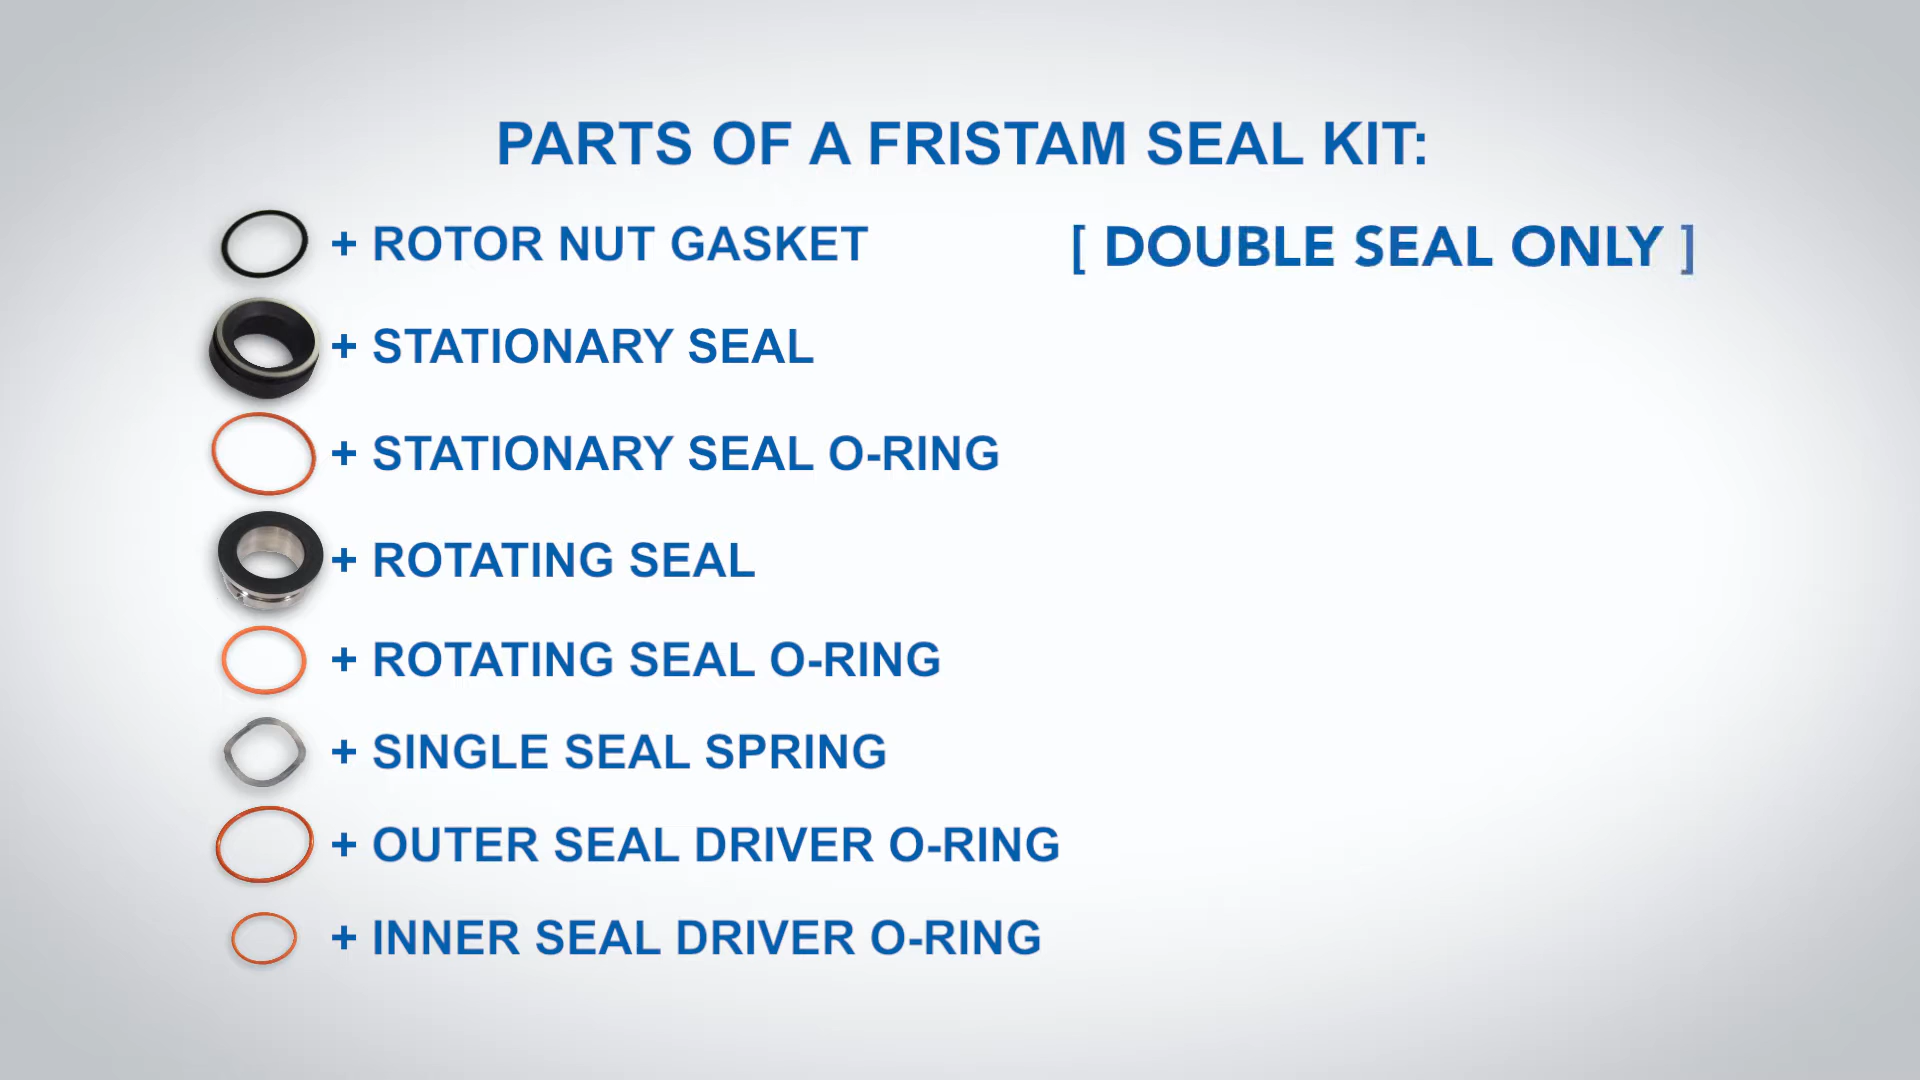 PARTS OF A FRISTAM SEAL KIT:
+ ROTOR NUT GASKET
[ DOUBLE SEAL ONLY ]
+ STATIONARY SEAL
+ STATIONARY SEAL O-RING
+ ROTATING SEAL
+ ROTATING SEAL O-RING
+ SINGLE SEAL SPRING
+ OUTER SEAL DRIVER O-RING
+ INNER SEAL DRIVER O-RING